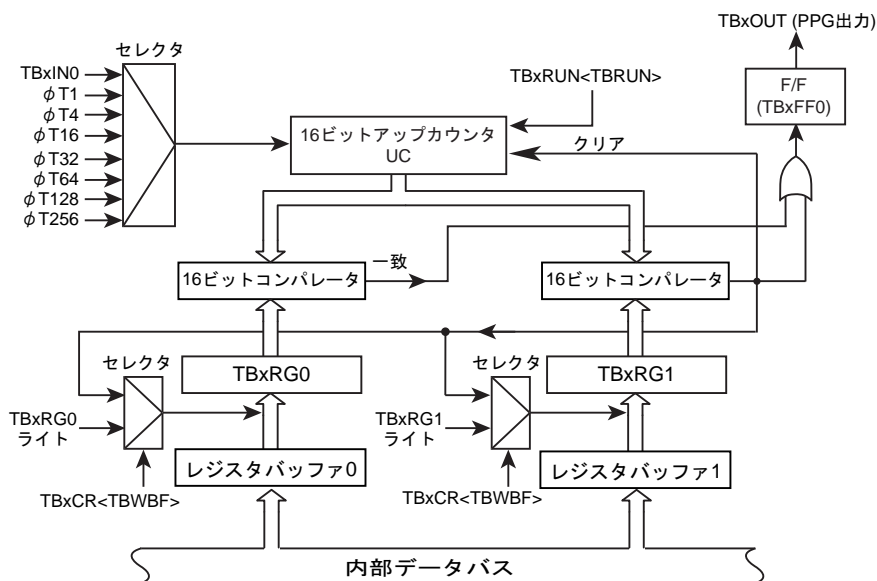 TBxOUT (PPG出力)
セレクタ
TBxIN0
φT1
φT4
φT16
φT32
φT64
φT128
φT256
TBxRUN<TBRUN>
F/F
(TBxFF0)
16ビットアップカウンタ
UC
クリア
一致
16ビットコンパレータ
16ビットコンパレータ
セレクタ
TBxRG0
セレクタ
TBxRG1
TBxRG0
ライト
TBxRG1
ライト
レジスタバッファ0
レジスタバッファ1
TBxCR<TBWBF>
TBxCR<TBWBF>
内部データバス